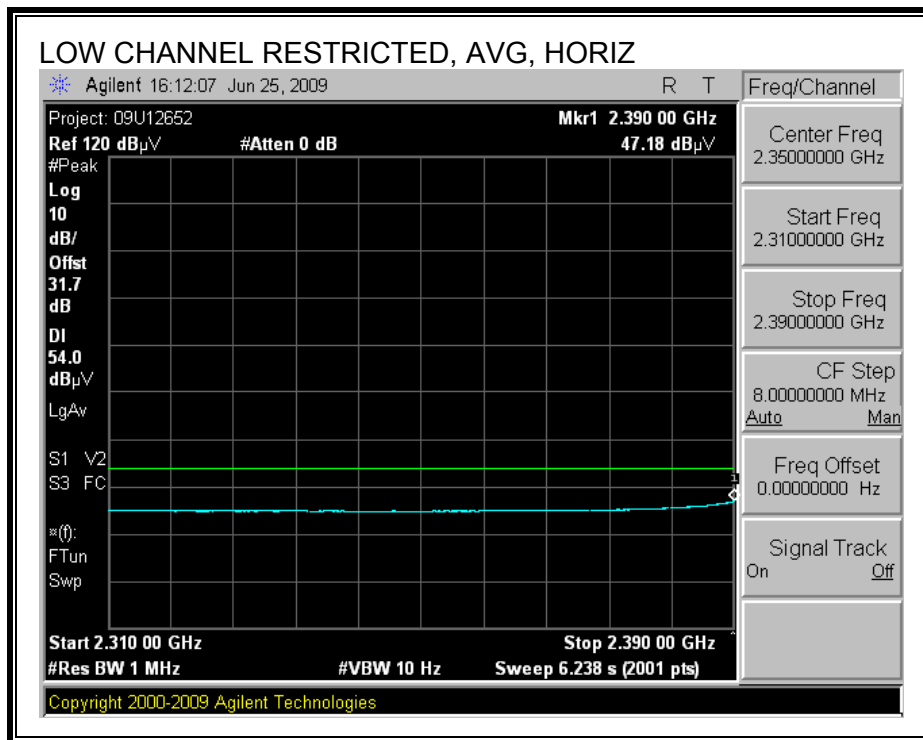 LOW CHANNEL RESTRICTED, AVG, HORIZ
Agilent 16:12:07 Jun 25, 2009 R T
Freq/Channel
Project: 09U12652 Mkr1 2.390 00 GHz
Ref 120 dBµV #Atten 0 dB 47.18 dBµV
#Peak
Log
10
dB/
Offst
31.7
dB
DI
54.0
dBµV
LgAv
S1 V2
S3 FC
¤(f):
FTun
Swp
1
Start 2.310 00 GHz Stop 2.390 00 GHz ^
#Res BW 1 MHz #VBW 10 Hz Sweep 6.238 s (2001 pts)
Center Freq
2.35000000 GHz
Start Freq
2.31000000 GHz
Stop Freq
2.39000000 GHz
CF Step
8.00000000 MHz
Auto Man
Freq Offset
0.00000000 Hz
Signal Track
On Off
Copyright 2000-2009 Agilent Technologies